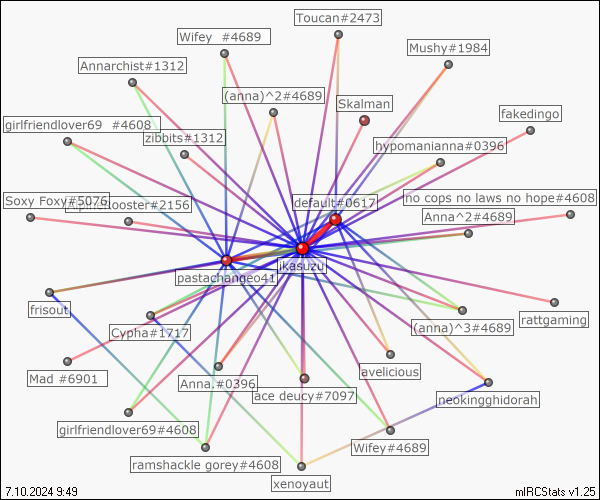 Toucan#2473
Wifey #4689
Mushy#1984
Annarchist#1312
(anna)^2#4689
Skalman
fakedingo
girlfriendlover69 #4608
zibbits#1312
hypomanianna#0396
Soxy Foxy#5076
ooster#2156
default#0617
no cops no laws no hope#4608
Anna^2#4689
jkasuzu
pastachangeo41
frisout
Cypha#1717
(anna)^3#4689
rattgaming
Mad #6901
Anna.#0396
avelicious
ace deucy#7097
neokingghidorah
girlfriendlover69#4608
Wifey#4689
ramshackle gorey#4608
xenoyaut
7.10.2024 9:49
mIRCStats v1.25